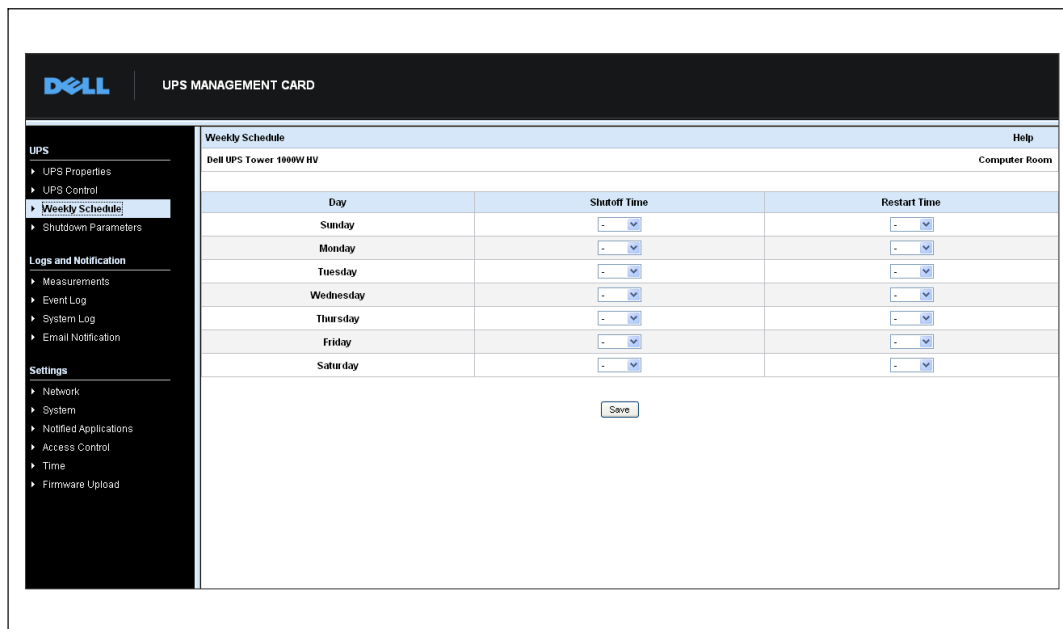 DELL
UPS MANAGEMENT CARD
UPS
UPS Properties
UPS Control
Weekly Schedule
Shutdown Parameters
Logs and Notification
Measurements
Event Log
System Log
Email Notification
Settings
Network
System
Notified Applications
Access Control
Time
Firmware Upload
Weekly Schedule Help
Dell UPS Tower 1000W HV Computer Room
Day Shutoff Time Restart Time
Sunday - -
Monday - -
Tuesday - -
Wednesday - -
Thursday - -
Friday - -
Saturday - -
Save